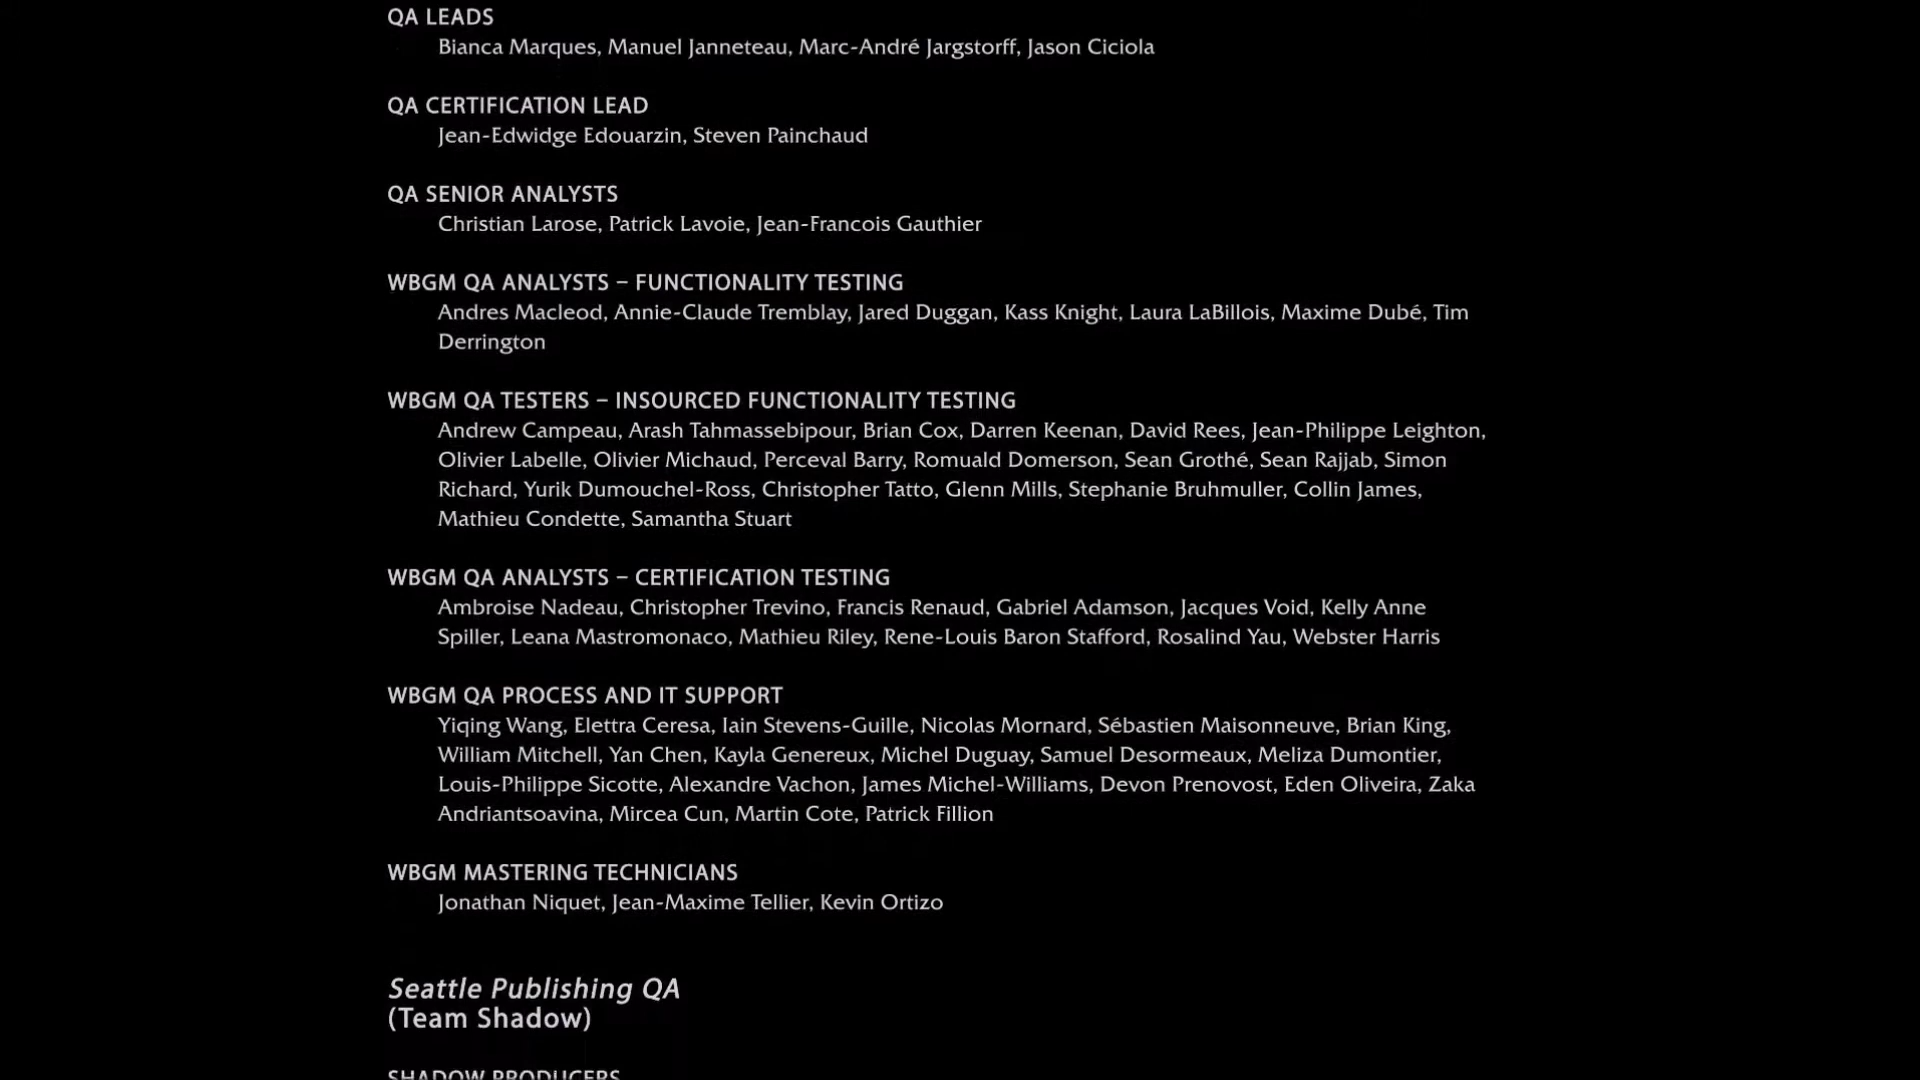 QA LEADS
Bianca Marques, Manuel Janneteau, Marc-André Jargstorff, Jason Ciciola
QA CERTIFICATION LEAD
Jean-Edwidge Edouarzin, Steven Painchaud
QA SENIOR ANALYSTS
Christian Larose, Patrick Lavoie, Jean-Francois Gauthier
WBGM QA ANALYSTS – FUNCTIONALITY TESTING
Andres Macleod, Annie-Claude Tremblay, Jared Duggan, Kass Knight, Laura LaBillois, Maxime Dubé, Tim
Derrington
WBGM QA TESTERS – INSOURCED FUNCTIONALITY TESTING
Andrew Campeau, Arash Tahmassebipour, Brian Cox, Darren Keenan, David Rees, Jean-Philippe Leighton,
Olivier Labelle, Olivier Michaud, Perceval Barry, Romuald Domerson, Sean Grothé, Sean Rajjab, Simon
Richard, Yurik Dumouchel-Ross, Christopher Tatto, Glenn Mills, Stephanie Bruhmuller, Collin James,
Mathieu Condette, Samantha Stuart
WBGM QA ANALYSTS – CERTIFICATION TESTING
Ambroise Nadeau, Christopher Trevino, Francis Renaud, Gabriel Adamson, Jacques Void, Kelly Anne
Spiller, Leana Mastromonaco, Mathieu Riley, Rene-Louis Baron Stafford, Rosalind Yau, Webster Harris
WBGM QA PROCESS AND IT SUPPORT
Yiqing Wang, Elettra Ceresa, Iain Stevens-Guille, Nicolas Mornard, Sébastien Maisonneuve, Brian King,
William Mitchell, Yan Chen, Kayla Genereux, Michel Duguay, Samuel Desormeaux, Meliza Dumontier,
Louis-Philippe Sicotte, Alexandre Vachon, James Michel-Williams, Devon Prenovost, Eden Oliveira, Zaka
Andriantsoavina, Mircea Cun, Martin Cote, Patrick Fillion
WBGM MASTERING TECHNICIANS
Jonathan Niquet, Jean-Maxime Tellier, Kevin Ortizo
Seattle Publishing QA
(Team Shadow)
SHADOW PRODUCERS